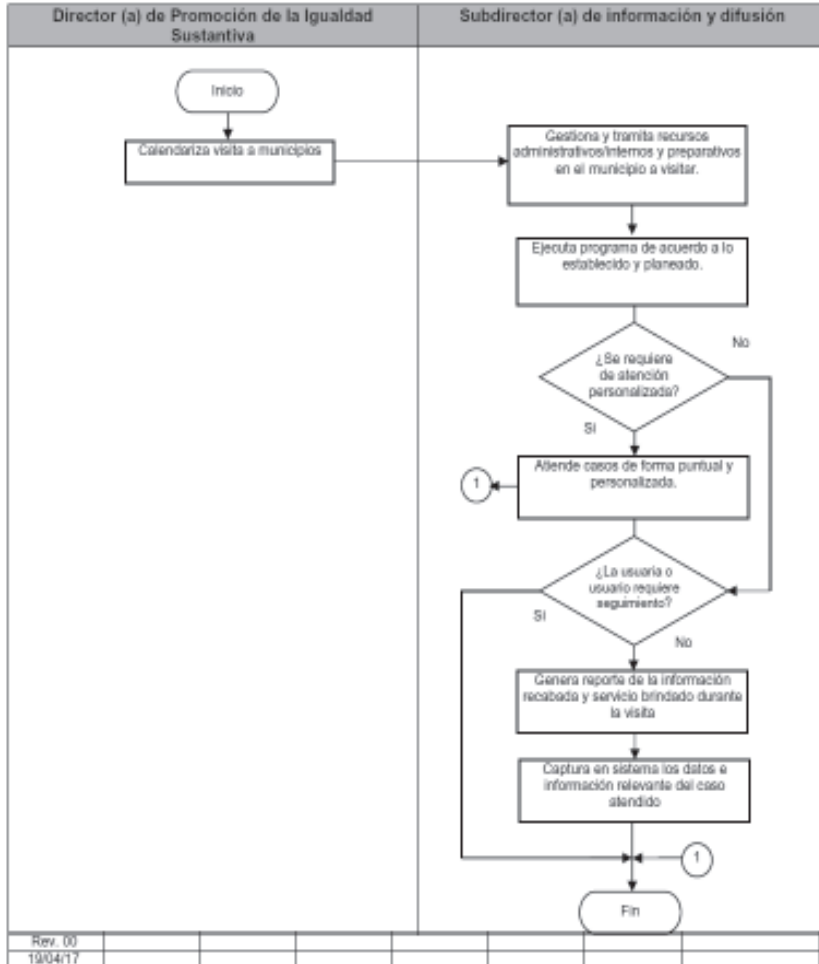 Director (a) de Promoción de la Igualdad
Sustantiva
Subdirector (a) de información y difusión
Inicio
Calendariza visita a municipios
Gestiona y tramita recursos
administrativos/internos y preparativos
en el municipio a visitar.
Ejecuta programa de acuerdo a lo
establecido y planeado.
¿Se requiere
de atención
personalizada?
No
Si
Atiende casos de forma puntual y
personalizada.
1
¿La usuaria o
usuario requiere
seguimiento?
Si
No
Genera reporte de la información
recabada y servicio brindado durante
la visita
Captura en sistema los datos e
información relevante del caso
atendido
1
Fin
Rev. 00
19/04/17